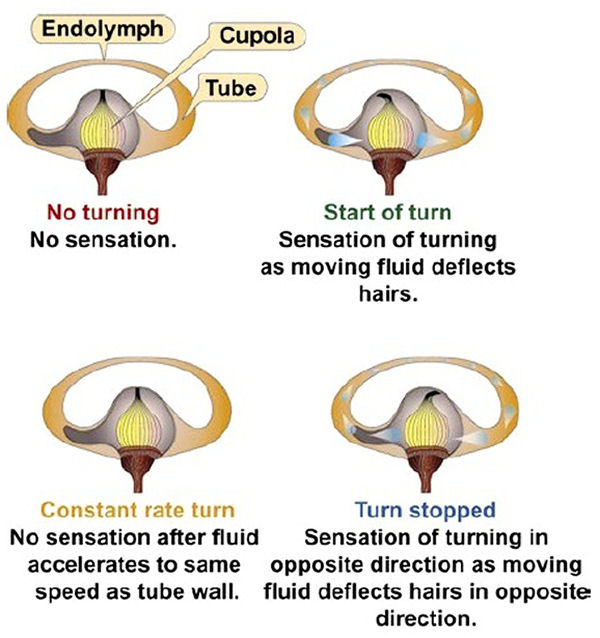 Endolymph
Cupola
Tube
No turning
No sensation.
Start of turn
Sensation of turning
as moving fluid deflects
hairs.
Constant rate turn
No sensation after fluid
accelerates to same
speed as tube wall.
Turn stopped
Sensation of turning in
opposite direction as moving
fluid deflects hairs in opposite
direction.